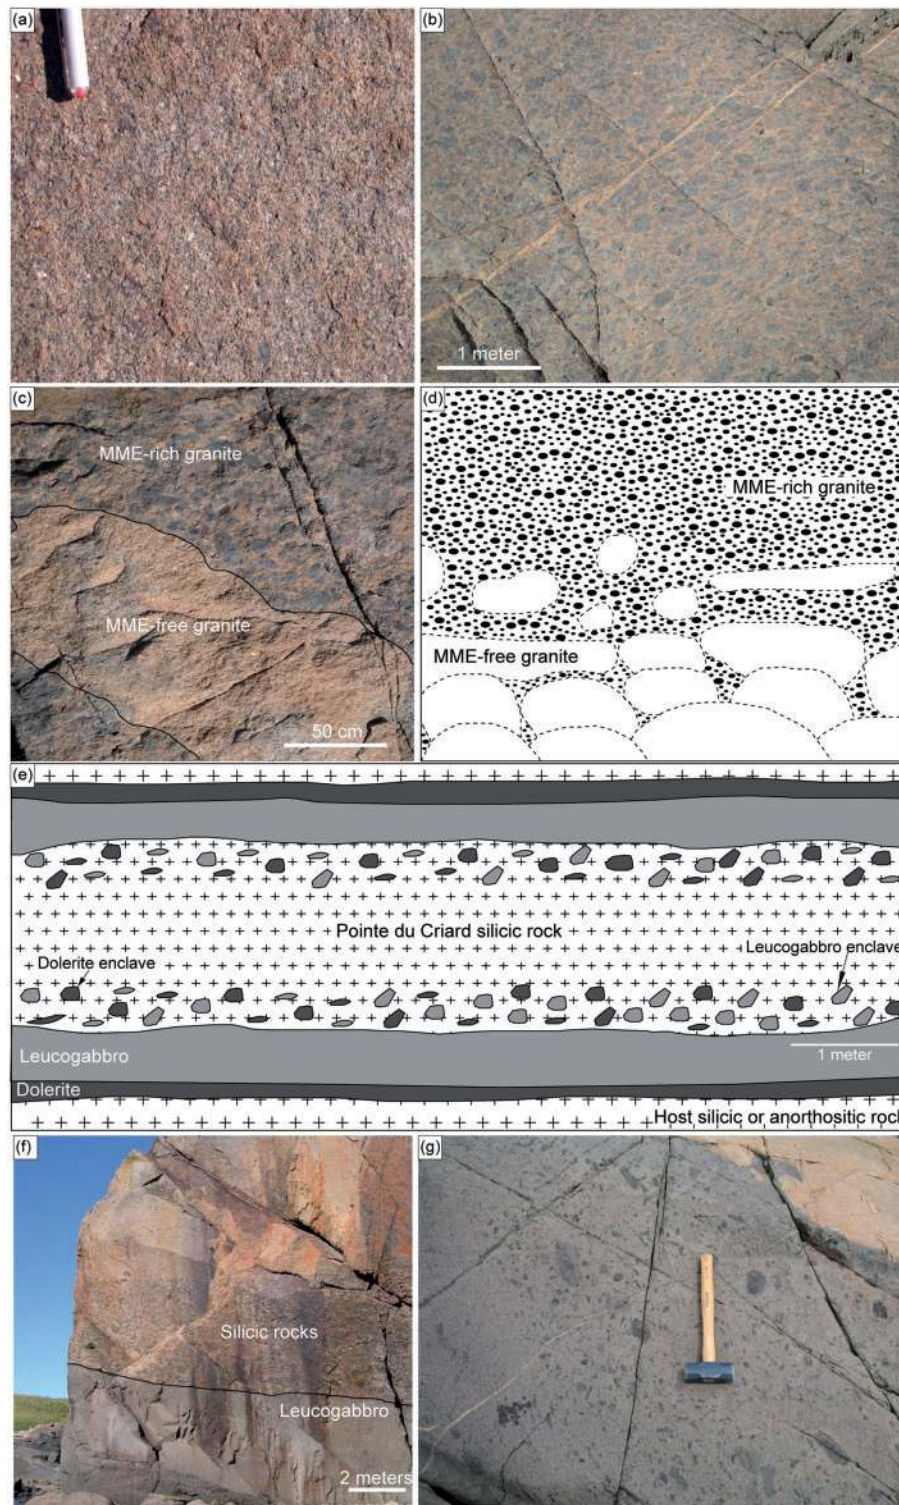 (a)
(b)
1 meter
(c)
MME-rich granite
MME-free granite
50 cm
(d)
MME-rich granite
MME-free granite
(e)
Pointe du Criard silicic rock
Dolerite enclave
Leucogabbro enclave
Leucogabbro
1 meter
Dolerite
Host silicic or anorthositic rock
(f)
Silicic rocks
Leucogabbro
2 meters
(g)